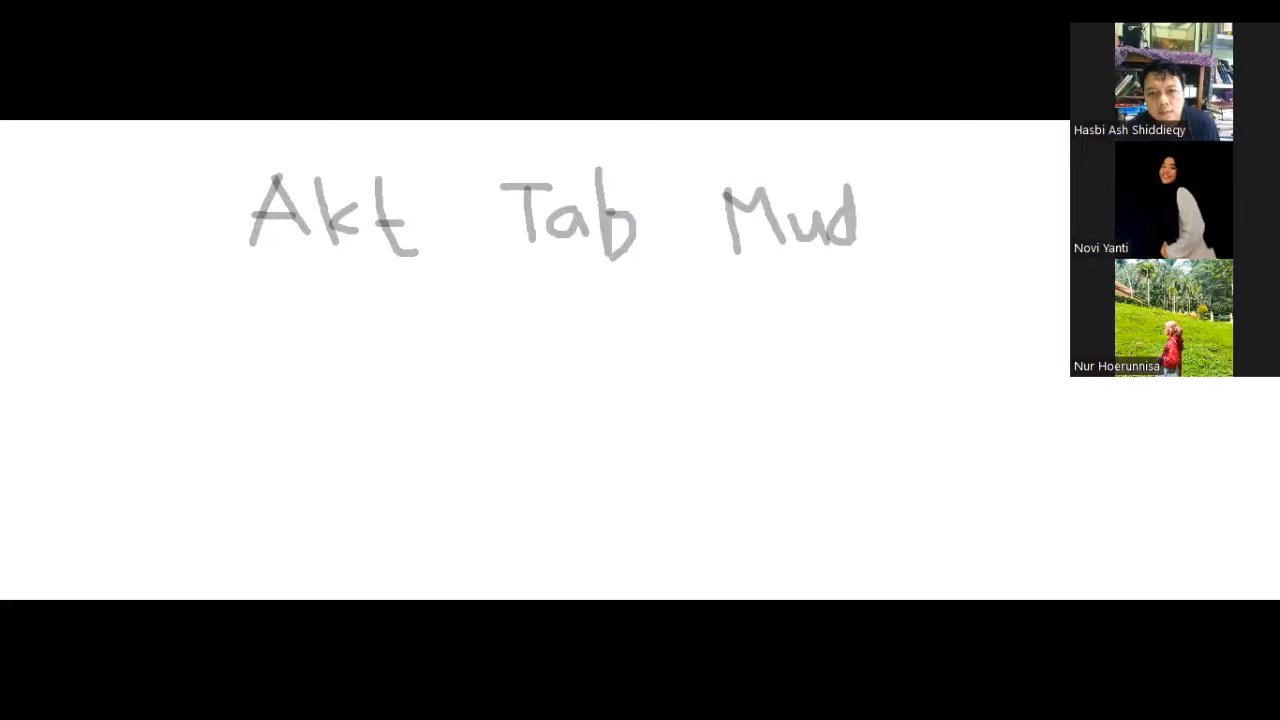 Akt Tab Mud
Hasbi Ash Shiddieqy
Novi Yanti
Nur Hoerunnisa